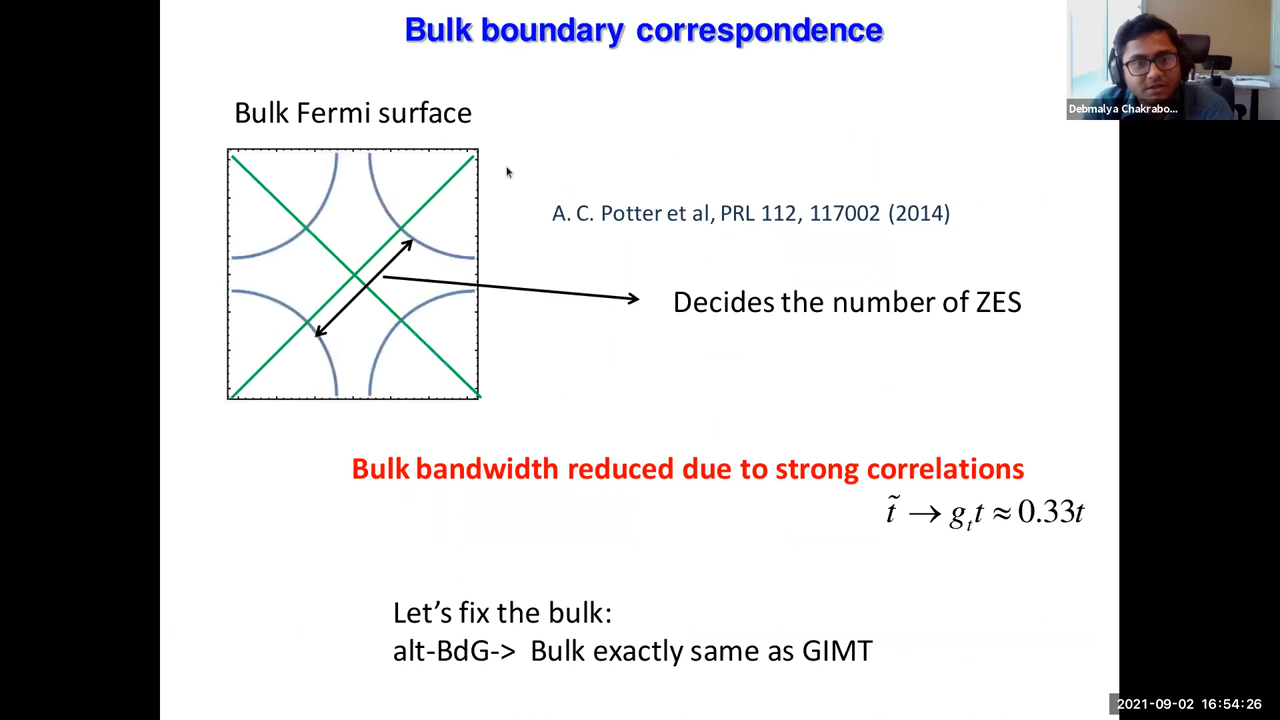 Bulk boundary correspondence
Debmalya Chakrabo...
Bulk Fermi surface
A. C. Potter et al, PRL 112, 117002 (2014)
Decides the number of ZES
Bulk bandwidth reduced due to strong correlations
t̃ → gₜt ≈ 0.33t
Let's fix the bulk:
alt-BdG-> Bulk exactly same as GIMT
2021-09-02 16:54:26